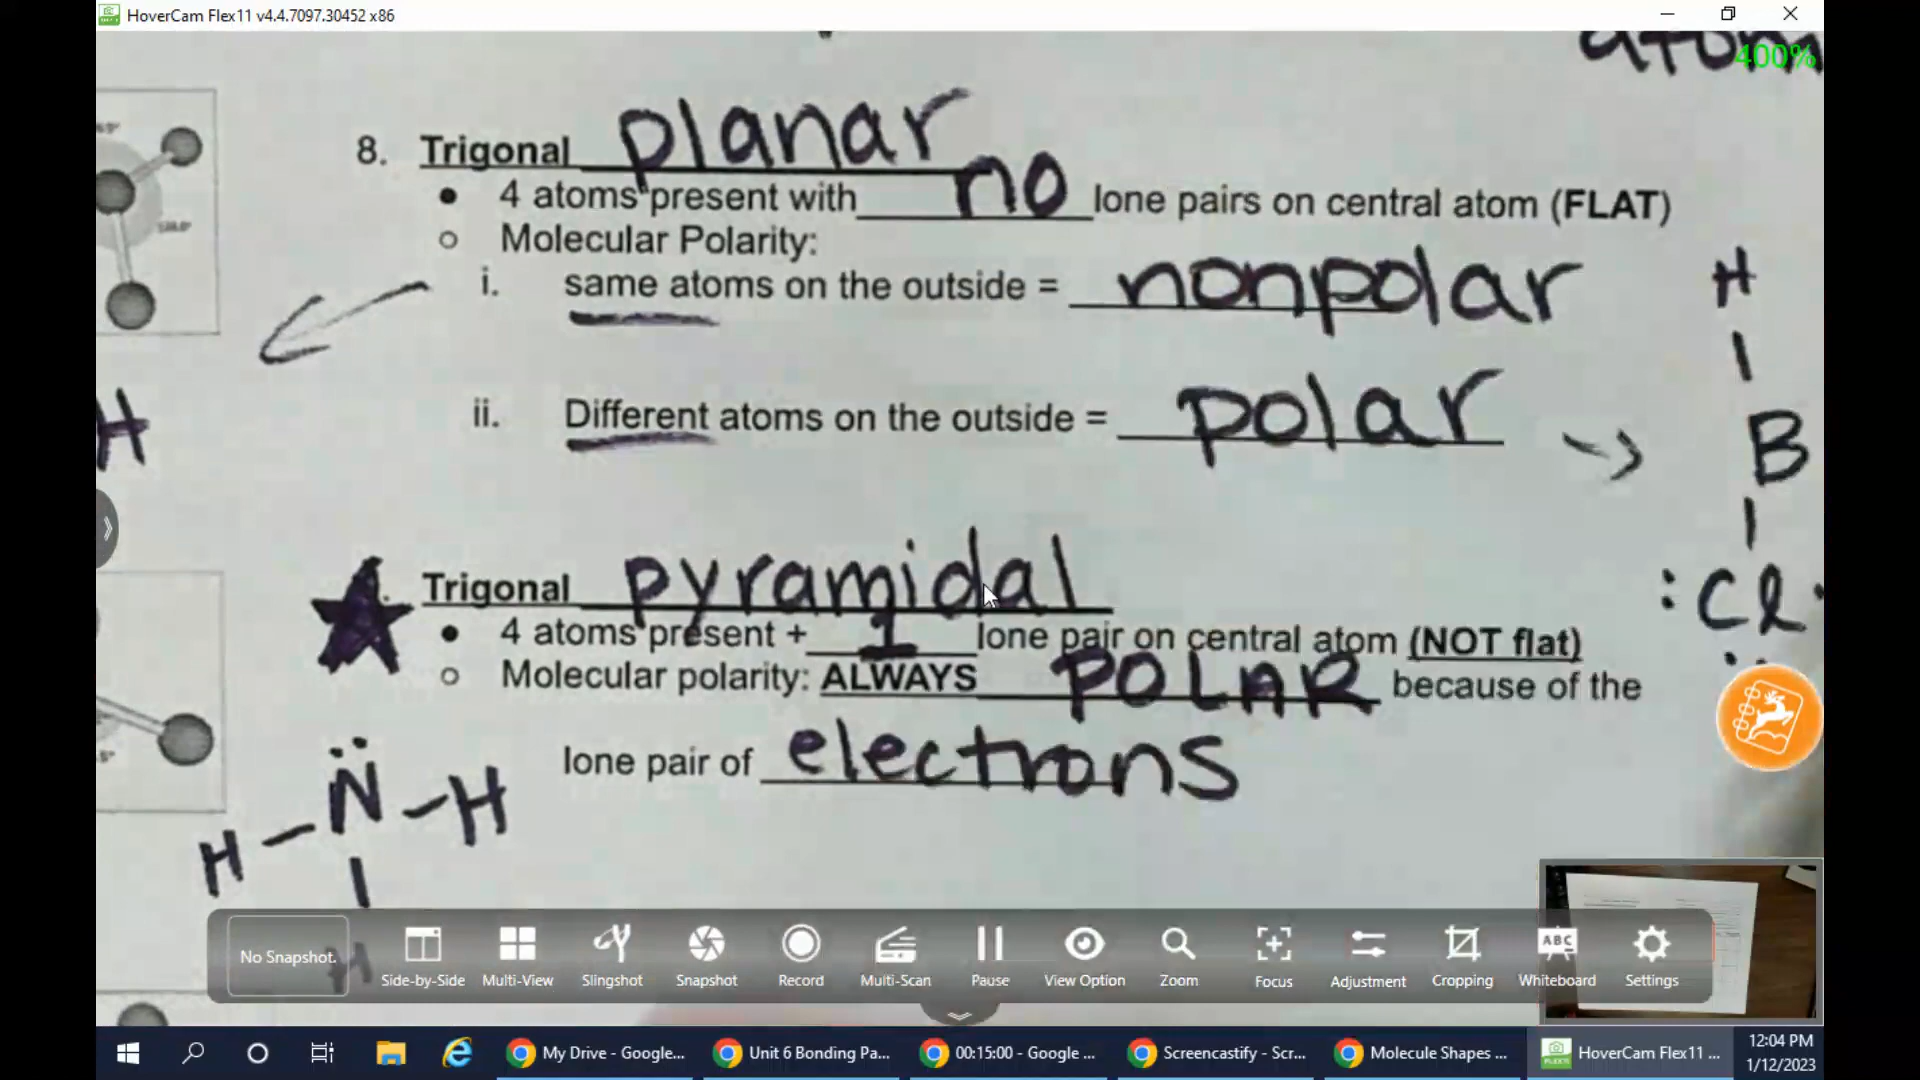 HoverCam Flex11 v4.4.7097.30452 x86
atom
400%
8. Trigonal planar
• 4 atoms present with no lone pairs on central atom (FLAT)
○ Molecular Polarity:
i. same atoms on the outside = nonpolar
ii. Different atoms on the outside = polar
H
B
:Cl
H
Trigonal pyramidal
• 4 atoms present + 1 lone pair on central atom (NOT flat)
○ Molecular polarity: ALWAYS POLAR because of the
lone pair of electrons
N
H – N – H
H
No Snapshot.
Side-by-Side Multi-View Slingshot Snapshot Record Multi-Scan Pause View Option Zoom Focus Adjustment Cropping ABC Whiteboard Settings
My Drive - Google... Unit 6 Bonding Pa... 00:15:00 - Google ... Screencastify - Scr... Molecule Shapes ... HoverCam Flex11 ...
12:04 PM
1/12/2023